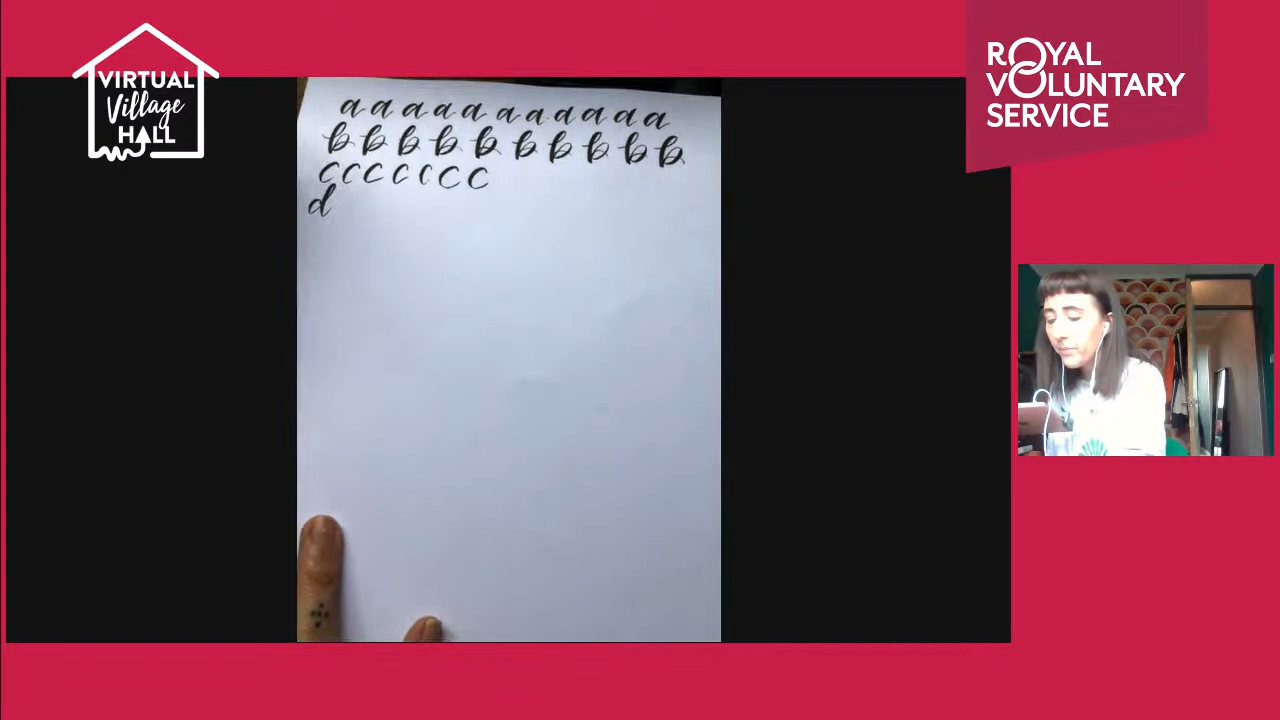 VIRTUAL
Village
HALL
ROYAL
VOLUNTARY
SERVICE
a a a a a a a a a a a
b b b b b b b b b b
c c c c c c c
d